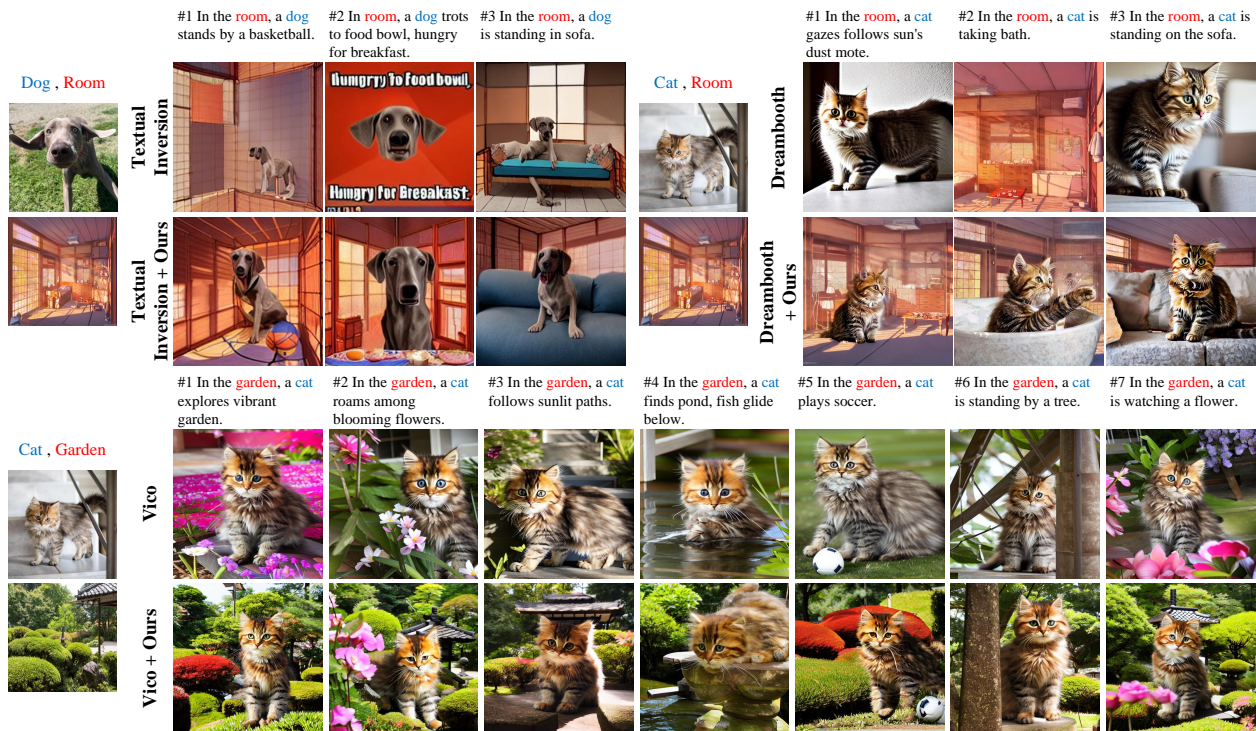 #1 In the room, a dog
stands by a basketball.
#2 In room, a dog trots
to food bowl, hungry
for breakfast.
#3 In the room, a dog
is standing in sofa.
Dog , Room
Textual
Inversion
Hungry To Food bowl,
Hungry for Breakast.
Textual
Inversion + Ours
#1 In the room, a cat
gazes follows sun's
dust mote.
#2 In the room, a cat is
taking bath.
#3 In the room, a cat is
standing on the sofa.
Cat , Room
Dreambooth
Dreambooth
+ Ours
#1 In the garden, a cat
explores vibrant
garden.
#2 In the garden, a cat
roams among
blooming flowers.
#3 In the garden, a cat
follows sunlit paths.
#4 In the garden, a cat
finds pond, fish glide
below.
#5 In the garden, a cat
plays soccer.
#6 In the garden, a cat
is standing by a tree.
#7 In the garden, a cat
is watching a flower.
Cat , Garden
Vico
Vico + Ours